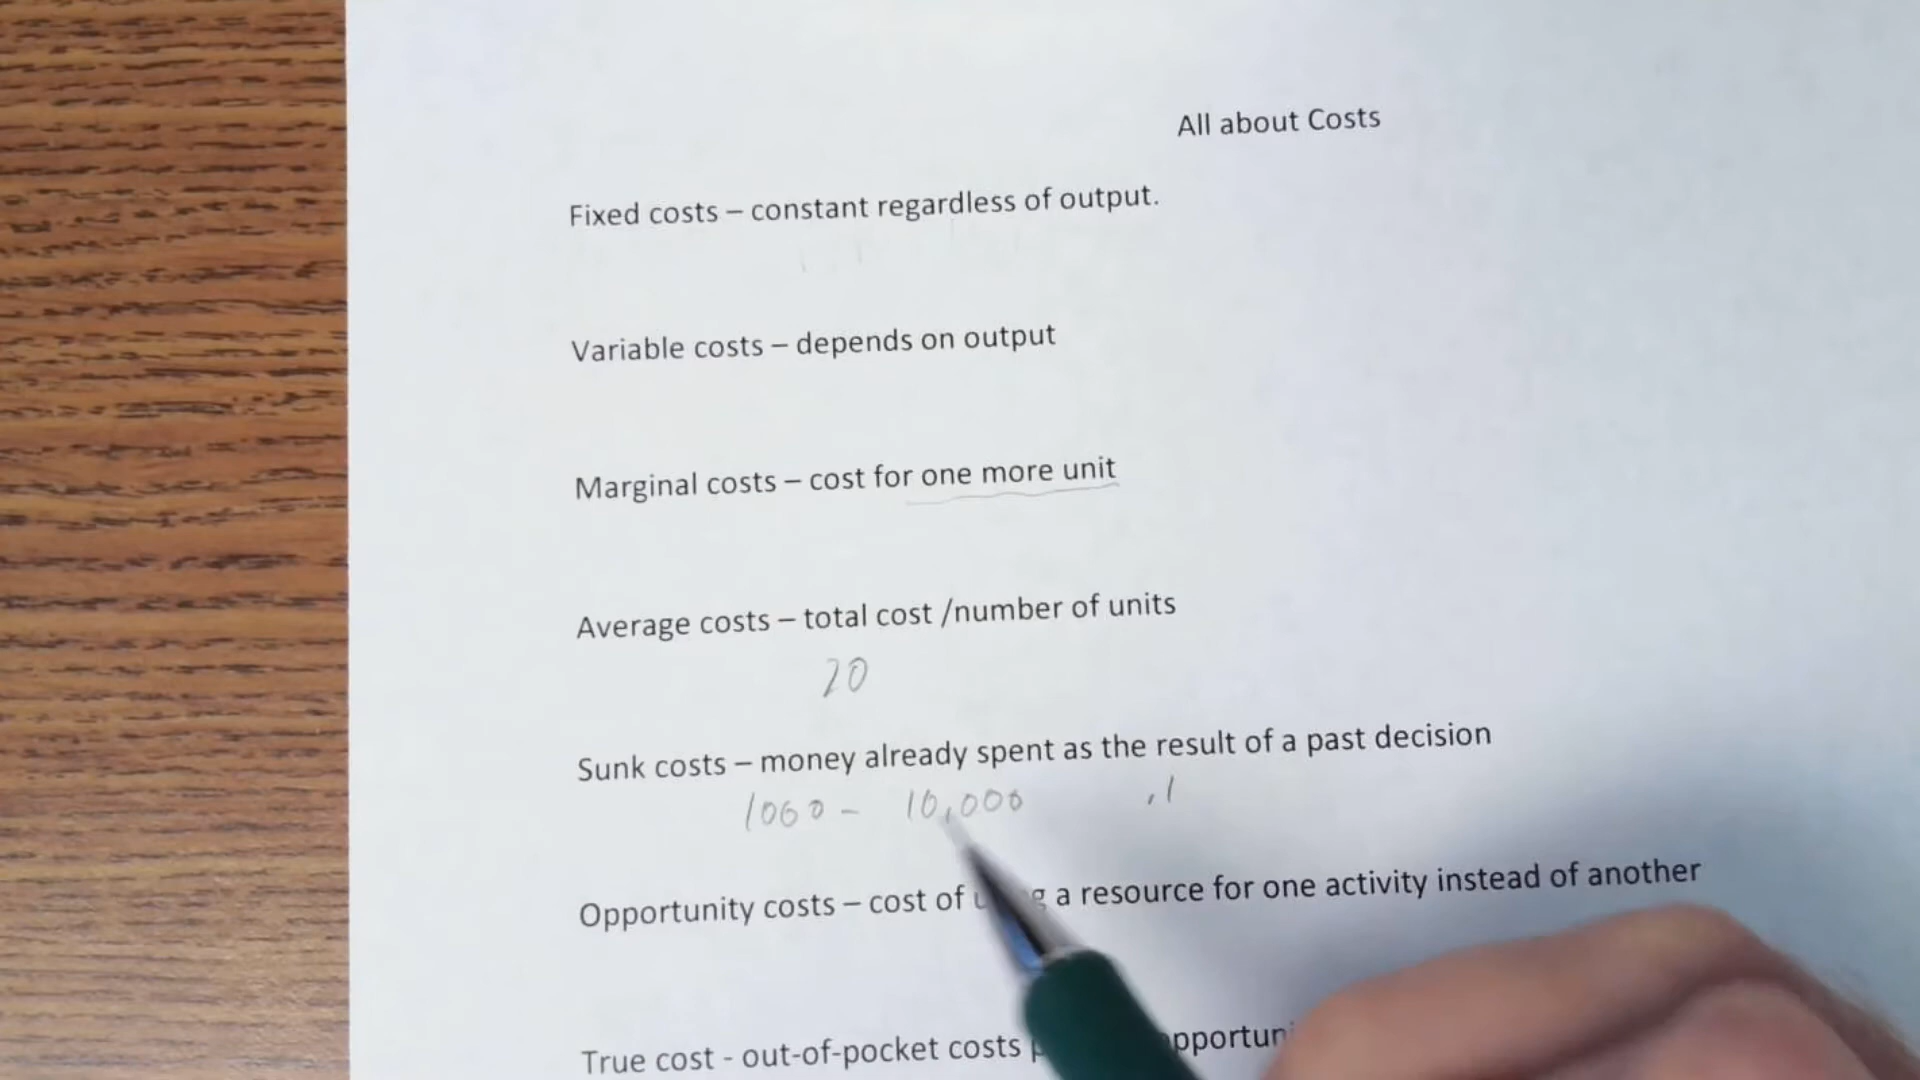 All about Costs
Fixed costs – constant regardless of output.
Variable costs – depends on output
Marginal costs – cost for one more unit
Average costs – total cost /number of units
20
Sunk costs – money already spent as the result of a past decision
1000 – 10,000 .1
Opportunity costs – cost of a resource for one activity instead of another
True cost - out-of-pocket costs